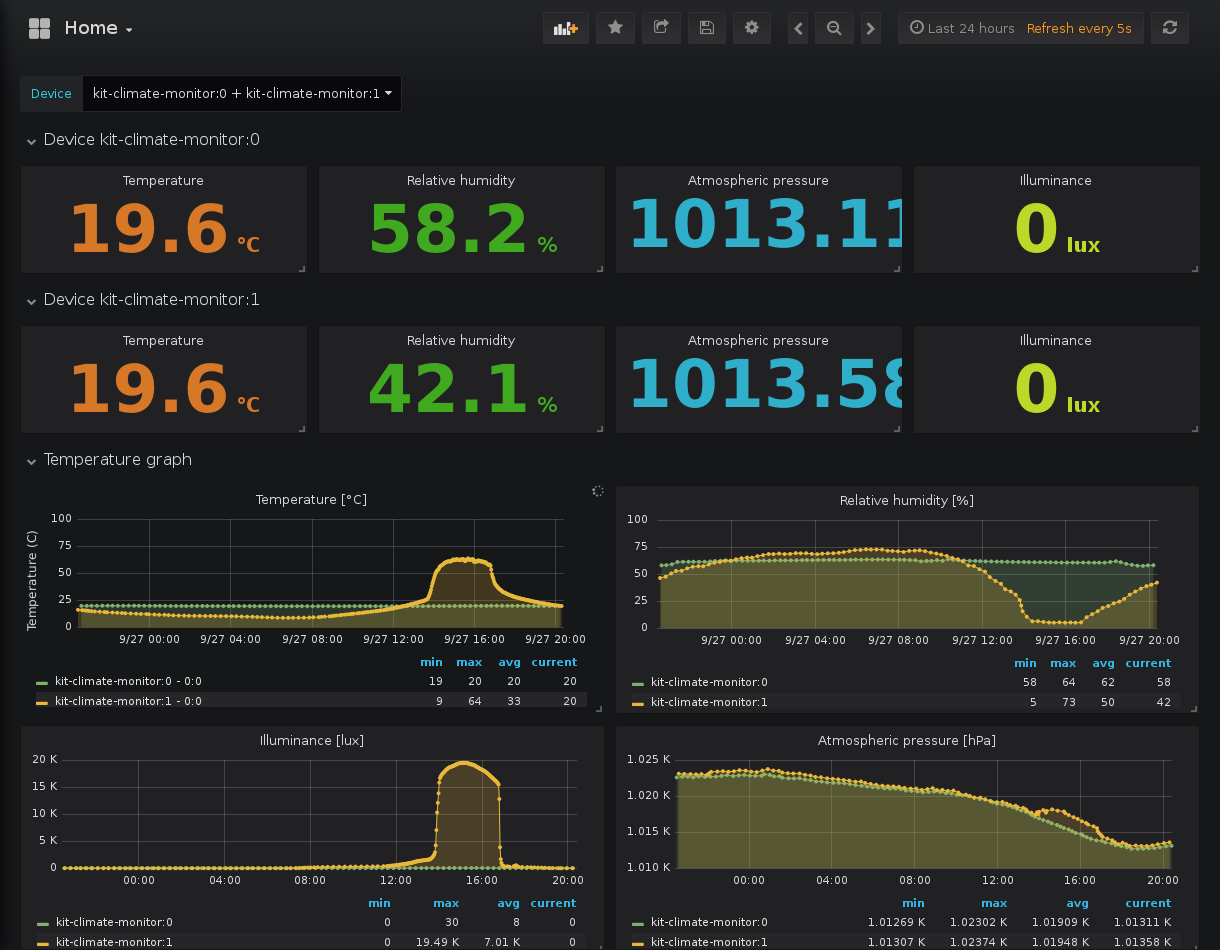 Home
Last 24 hours Refresh every 5s
Device kit-climate-monitor:0 + kit-climate-monitor:1
Device kit-climate-monitor:0
Temperature Relative humidity Atmospheric pressure Illuminance
19.6 °C 58.2 % 1013.11 0 lux
Device kit-climate-monitor:1
Temperature Relative humidity Atmospheric pressure Illuminance
19.6 °C 42.1 % 1013.58 0 lux
Temperature graph
Temperature [°C]
Temperature (C)
100
75
50
25
0
9/27 00:00 9/27 04:00 9/27 08:00 9/27 12:00 9/27 16:00 9/27 20:00
min max avg current
kit-climate-monitor:0 - 0:0 19 20 20 20
kit-climate-monitor:1 - 0:0 9 64 33 20
Relative humidity [%]
100
75
50
25
0
9/27 00:00 9/27 04:00 9/27 08:00 9/27 12:00 9/27 16:00 9/27 20:00
min max avg current
kit-climate-monitor:0 58 64 62 58
kit-climate-monitor:1 5 73 50 42
Illuminance [lux]
20 K
15 K
10 K
5 K
0
00:00 04:00 08:00 12:00 16:00 20:00
min max avg current
kit-climate-monitor:0 0 30 8 0
kit-climate-monitor:1 0 19.49 K 7.01 K 0
Atmospheric pressure [hPa]
1.025 K
1.020 K
1.015 K
1.010 K
00:00 04:00 08:00 12:00 16:00 20:00
min max avg current
kit-climate-monitor:0 1.01269 K 1.02302 K 1.01909 K 1.01311 K
kit-climate-monitor:1 1.01307 K 1.02374 K 1.01948 K 1.01358 K